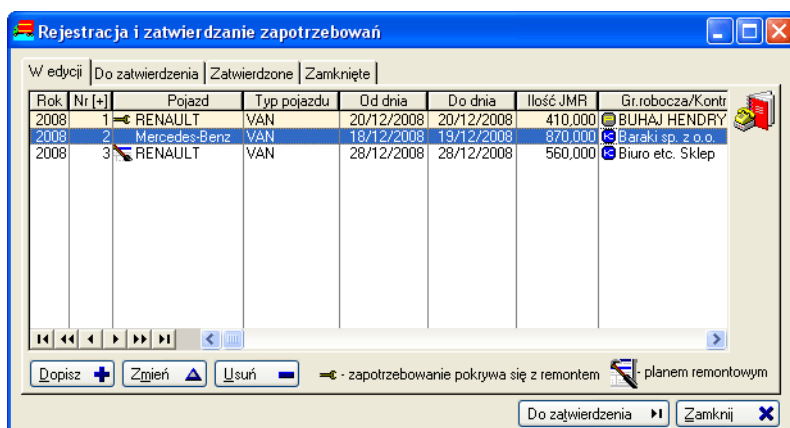 Rejestracja i zatwierdzanie zapotrzebowań
W edycji Do zatwierdzenia Zatwierdzone Zamknięte
Rok Nr [+] Pojazd Typ pojazdu Od dnia Do dnia Ilość JMR Gr.robocza/Kontr
2008 1 RENAULT VAN 20/12/2008 20/12/2008 410,000 BUHAJ HENDRY
2008 2 Mercedes-Benz VAN 18/12/2008 19/12/2008 870,000 Baraki sp. z o.o.
2008 3 RENAULT VAN 28/12/2008 28/12/2008 560,000 Biuro etc. Sklep
Dopisz Zmień Usuń - zapotrzebowanie pokrywa się z remontem - planem remontowym
Do zatwierdzenia Zamknij